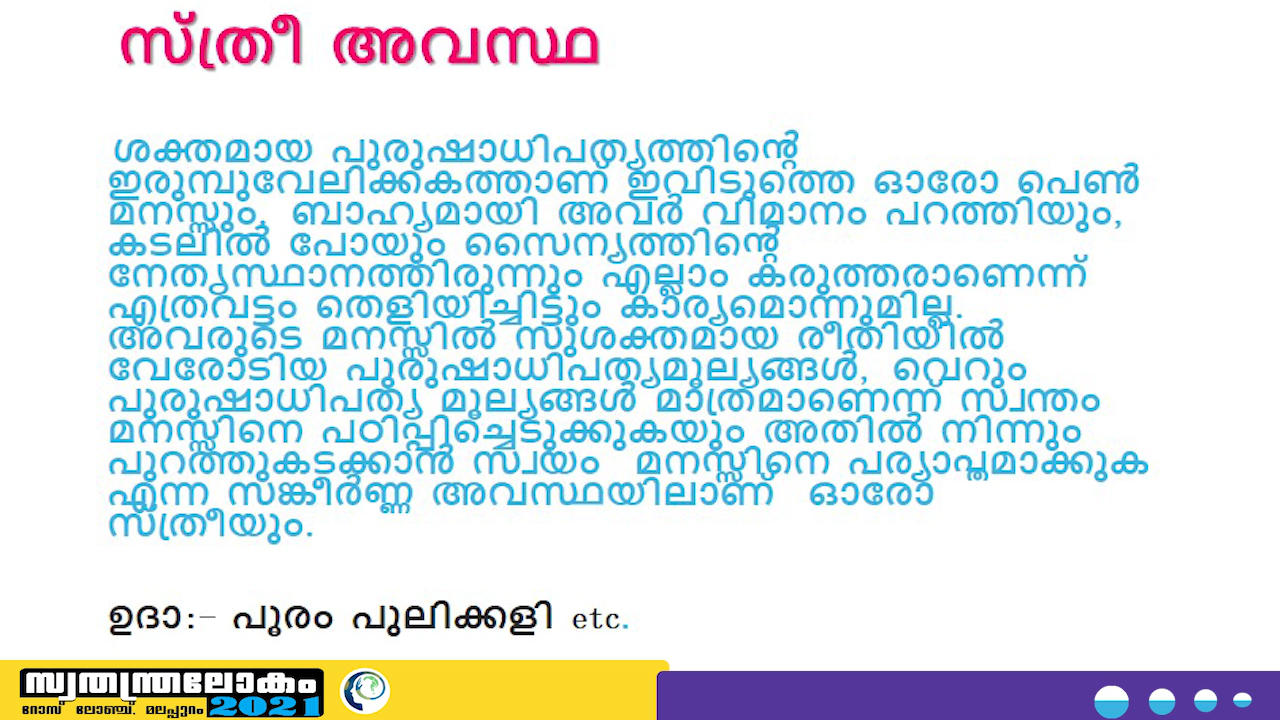 സ്ത്രീ അവസ്ഥ
ശക്തമായ പുരുഷാധിപത്യത്തിന്റെ
ഇരുമ്പുവേലിക്കകത്താണ് ഇവിടുത്തെ ഓരോ പെൺ
മനസ്സും. ബാഹ്യമായി അവർ വിമാനം പറത്തിയും,
കടലിൽ പോയും സൈന്യത്തിന്റെ
നേതൃസ്ഥാനത്തിരുന്നും എല്ലാം കരുത്തരാണെന്ന്
എത്രവട്ടം തെളിയിച്ചിട്ടും കാര്യമൊന്നുമില്ല.
അവരുടെ മനസ്സിൽ സുശക്തമായ രീതിയിൽ
വേരോടിയ പുരുഷാധിപത്യമൂല്യങ്ങൾ, വെറും
പുരുഷാധിപത്യ മൂല്യങ്ങൾ മാത്രമാണെന്ന് സ്വന്തം
മനസ്സിനെ പഠിപ്പിച്ചെടുക്കുകയും അതിൽ നിന്നും
പുറത്തുകടക്കാൻ സ്വയം മനസ്സിനെ പര്യാപ്തമാക്കുക
എന്ന സങ്കീർണ്ണ അവസ്ഥയിലാണ് ഓരോ
സ്ത്രീയും.
ഉദാ:- പൂരം പുലിക്കളി etc.
സ്വതന്ത്രലോകം
റോസ് ലോഞ്ച്. മലപ്പുറം 2021